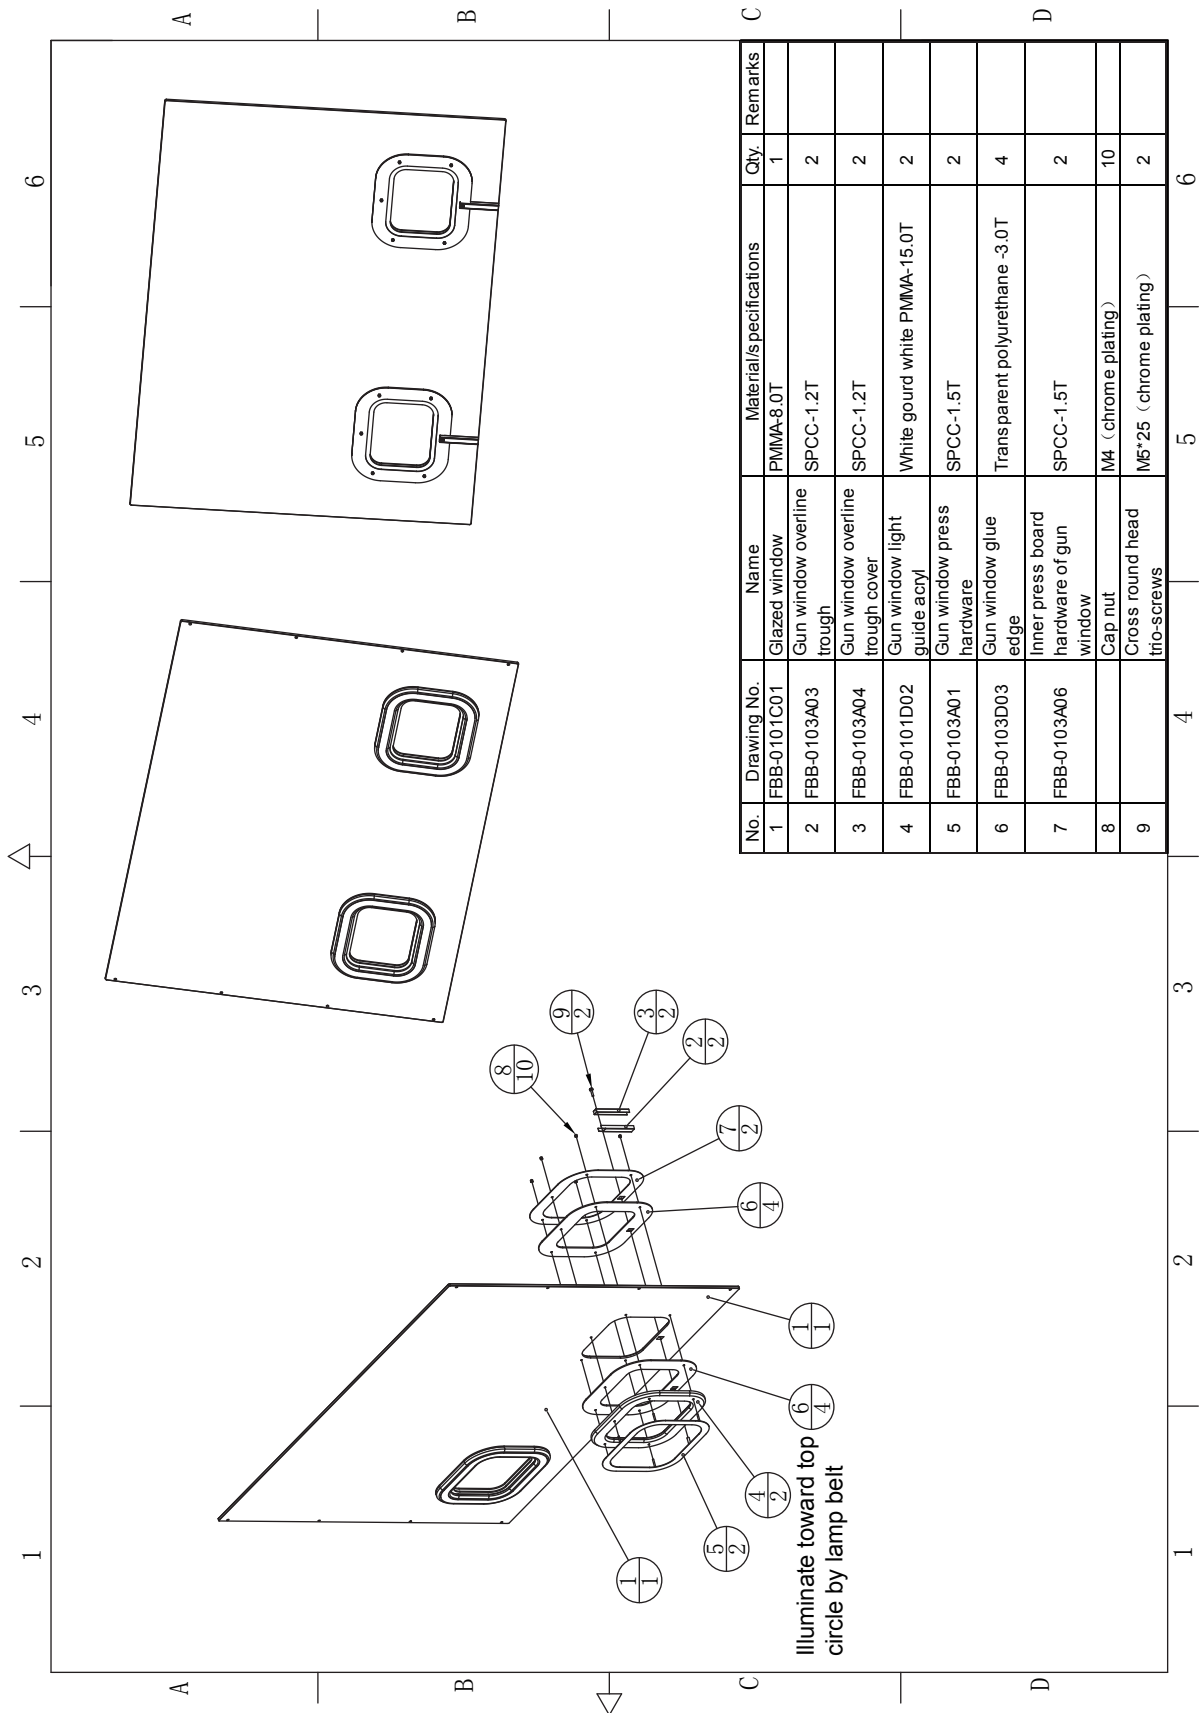 1 2 3 4 5 6
A
B
C
D
A
B
C
D
1
1
5
2
4
2
6
4
1
1
6
4
7
2
8
10
9
2
3
2
2
2
Illuminate toward top
circle by lamp belt
No. Drawing No. Name Material/specifications Qty. Remarks
1 FBB-0101C01 Glazed window PMMA-8.0T 1
2 FBB-0103A03 Gun window overline trough SPCC-1.2T 2
3 FBB-0103A04 Gun window overline trough cover SPCC-1.2T 2
4 FBB-0101D02 Gun window light guide acryl White gourd white PMMA-15.0T 2
5 FBB-0103A01 Gun window press hardware SPCC-1.5T 2
6 FBB-0103D03 Gun window glue edge Transparent polyurethane -3.0T 4
7 FBB-0103A06 Inner press board hardware of gun window SPCC-1.5T 2
8 Cap nut M4（chrome plating） 10
9 Cross round head trio-screws M5*25（chrome plating） 2
1 2 3 4 5 6